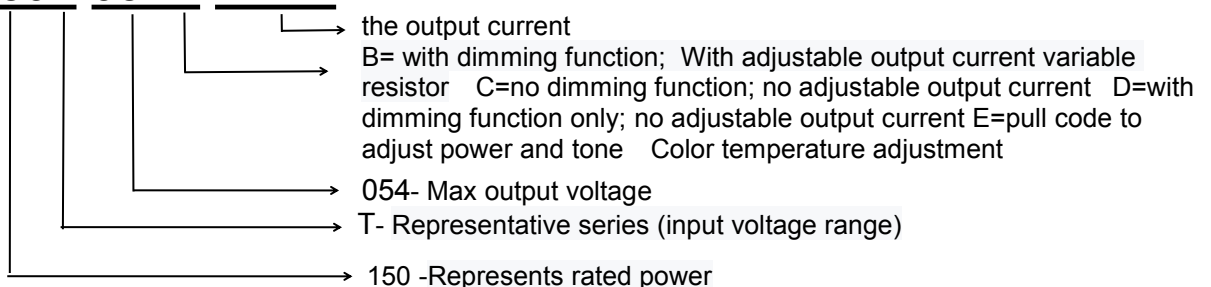 the output current
B= with dimming function; With adjustable output current variable
resistor C=no dimming function; no adjustable output current D=with
dimming function only; no adjustable output current E=pull code to
adjust power and tone Color temperature adjustment
054- Max output voltage
T- Representative series (input voltage range)
150 -Represents rated power